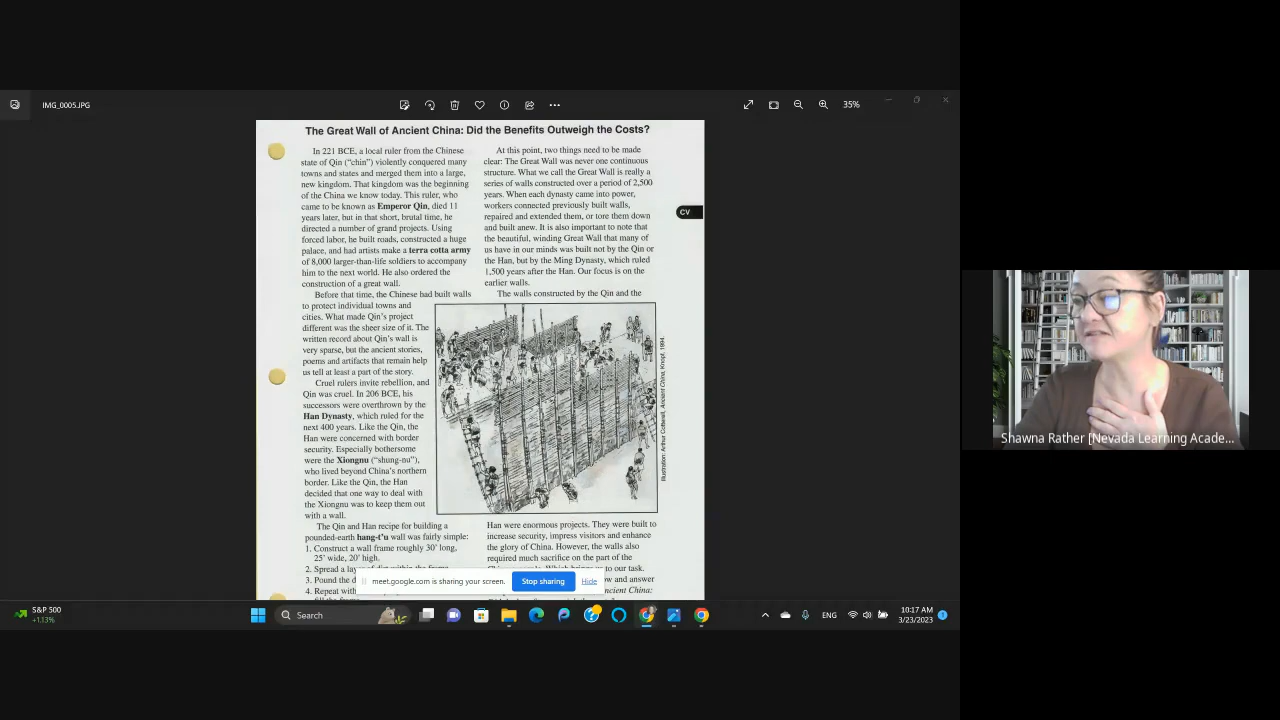 IMG_0005.JPG
35%
The Great Wall of Ancient China: Did the Benefits Outweigh the Costs?
In 221 BCE, a local ruler from the Chinese
state of Qin (“chin”) violently conquered many
towns and states and merged them into a large,
new kingdom. That kingdom was the beginning
of the China we know today. This ruler, who
came to be known as Emperor Qin, died 11
years later, but in that short, brutal time, he
directed a number of grand projects. Using
forced labor, he built roads, constructed a huge
palace, and had artists make a terra cotta army
of 8,000 larger-than-life soldiers to accompany
him to the next world. He also ordered the
construction of a great wall.
Before that time, the Chinese had built walls
to protect individual towns and
cities. What made Qin's project
different was the sheer size of it. The
written record about Qin's wall is
very sparse, but the ancient stories,
poems and artifacts that remain help
us tell at least a part of the story.
Cruel rulers invite rebellion, and
Qin was cruel. In 206 BCE, his
successors were overthrown by the
Han Dynasty, which ruled for the
next 400 years. Like the Qin, the
Han were concerned with border
security. Especially bothersome
were the Xiongnu (“shung-nu”),
who lived beyond China's northern
border. Like the Qin, the Han
decided that one way to deal with
the Xiongnu was to keep them out
with a wall.
The Qin and Han recipe for building a
pounded-earth hang-t'u wall was fairly simple:
1. Construct a wall frame roughly 30' long,
25' wide, 20' high.
2. Spread a
3. Pound the
4. Repeat
At this point, two things need to be made
clear: The Great Wall was never one continuous
structure. What we call the Great Wall is really a
series of walls constructed over a period of 2,500
years. When each dynasty came into power,
workers connected previously built walls,
repaired and extended them, or tore them down
and built anew. It is also important to note that
the beautiful, winding Great Wall that many of
us have in our minds was built not by the Qin or
the Han, but by the Ming Dynasty, which ruled
1,500 years after the Han. Our focus is on the
earlier walls.
The walls constructed by the Qin and the
Illustration: Arthur Cotterell, Ancient China, Knopf, 1994.
Han were enormous projects. They were built to
increase security, impress visitors and enhance
the glory of China. However, the walls also
required much sacrifice on the part of the
to our task.
and answer
Ancient China:
CV
meet.google.com is sharing your screen.
Stop sharing
Hide
S&P 500
+1.13%
Search
ENG
10:17 AM
3/23/2023
Shawna Rather [Nevada Learning Acade...